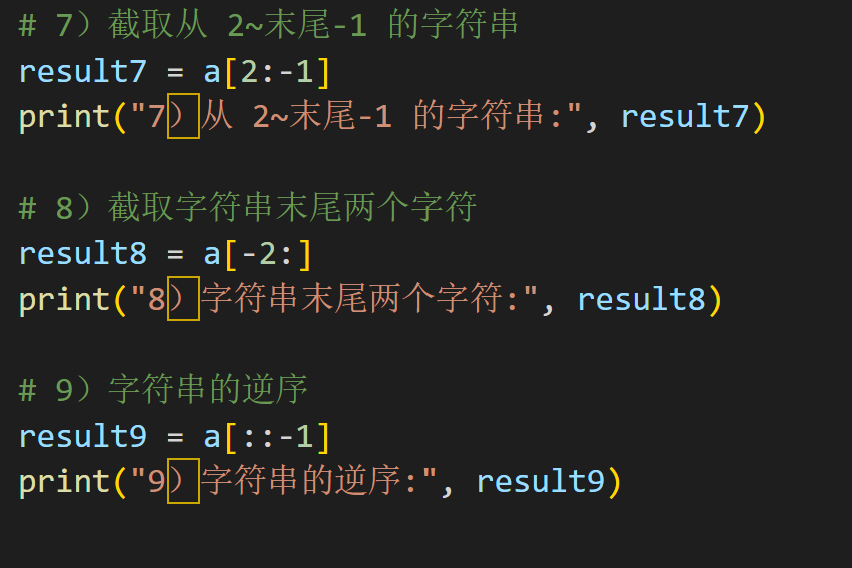 # 7）截取从 2~末尾-1 的字符串
result7 = a[2:-1]
print("7）从 2~末尾-1 的字符串:", result7)
# 8）截取字符串末尾两个字符
result8 = a[-2:]
print("8）字符串末尾两个字符:", result8)
# 9）字符串的逆序
result9 = a[::-1]
print("9）字符串的逆序:", result9)